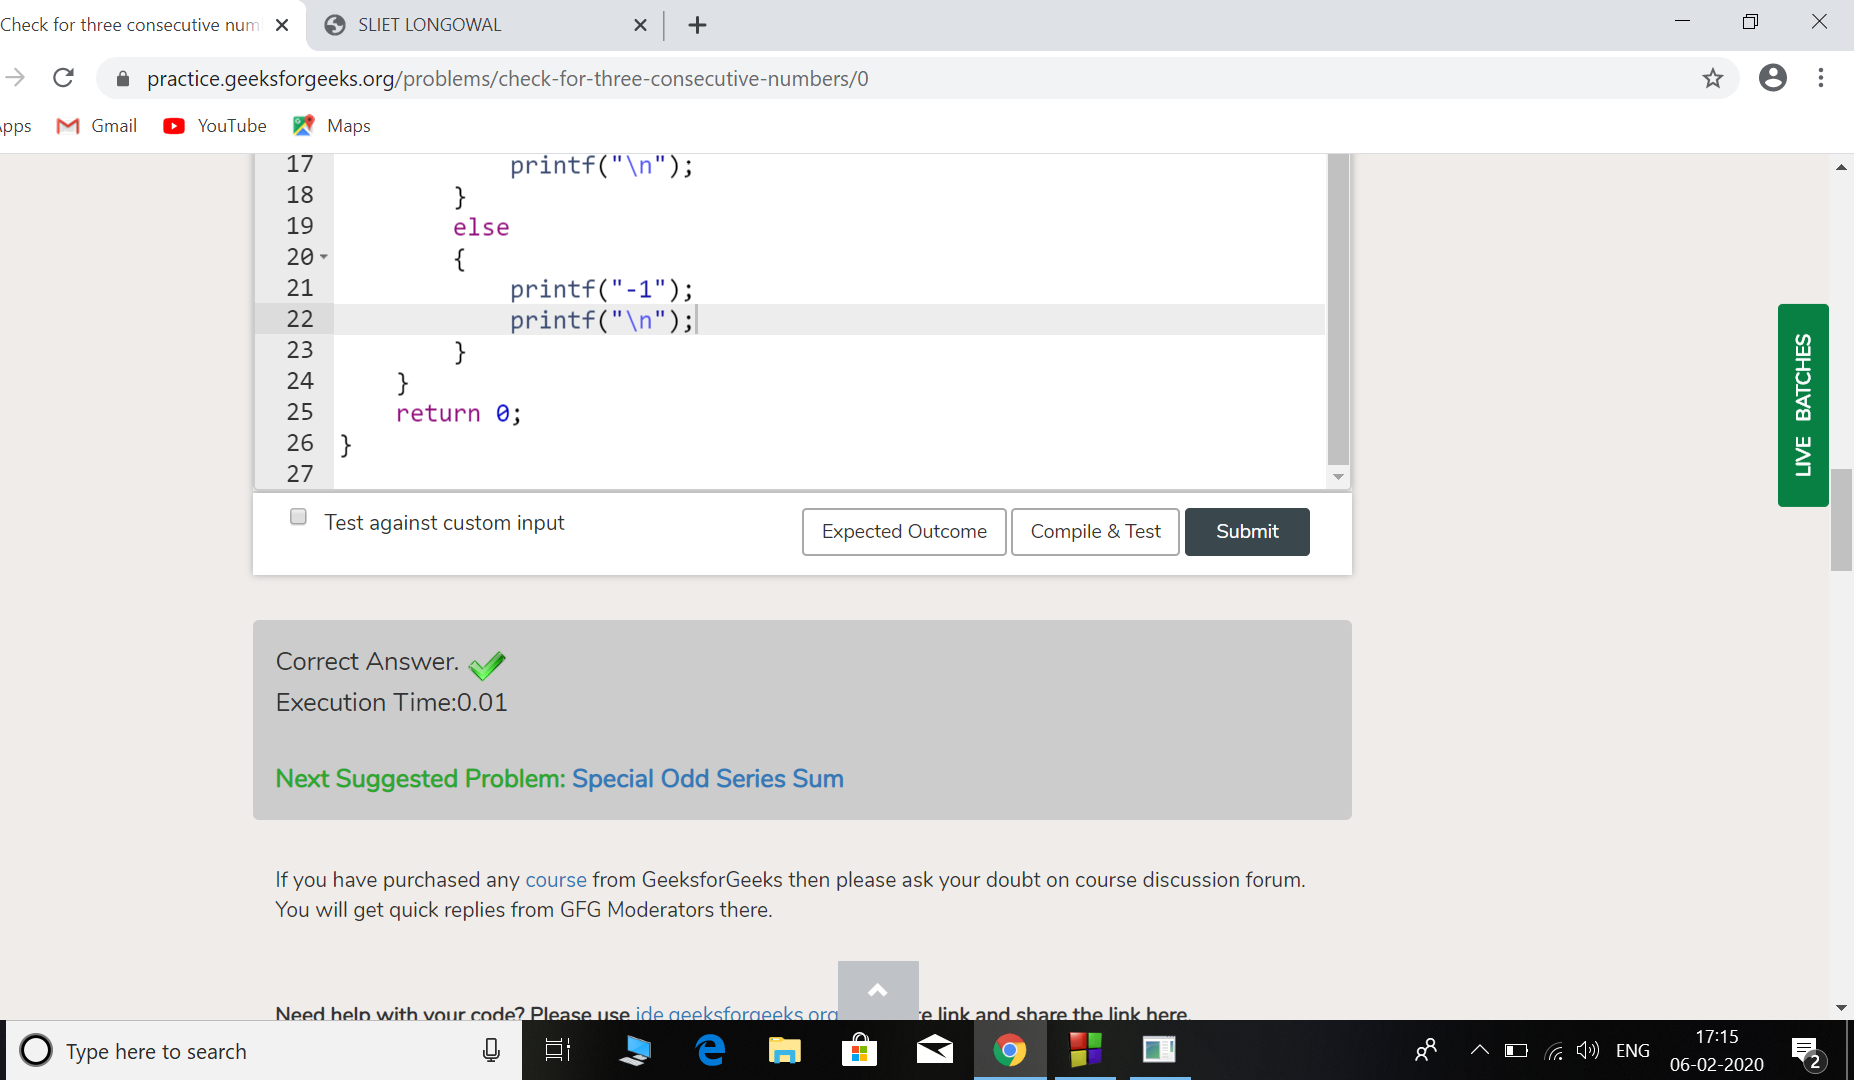 Check for three consecutive num
SLIET LONGOWAL
practice.geeksforgeeks.org/problems/check-for-three-consecutive-numbers/0
Gmail YouTube Maps
17 printf("\n");
18 }
19 else
20 {
21 printf("-1");
22 printf("\n");
23 }
24 }
25 return 0;
26 }
27
LIVE BATCHES
Test against custom input
Expected Outcome
Compile & Test
Submit
Correct Answer.
Execution Time:0.01
Next Suggested Problem: Special Odd Series Sum
If you have purchased any course from GeeksforGeeks then please ask your doubt on course discussion forum.
You will get quick replies from GFG Moderators there.
Need help with your code? Please use ide.geeksforgeeks.org re link and share the link here.
Type here to search
ENG
17:15
06-02-2020
2